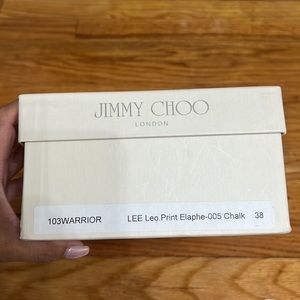 JIMMY CHOO
LONDON
103WARRIOR LEE Leo.Print Elaphe-005 Chalk 38